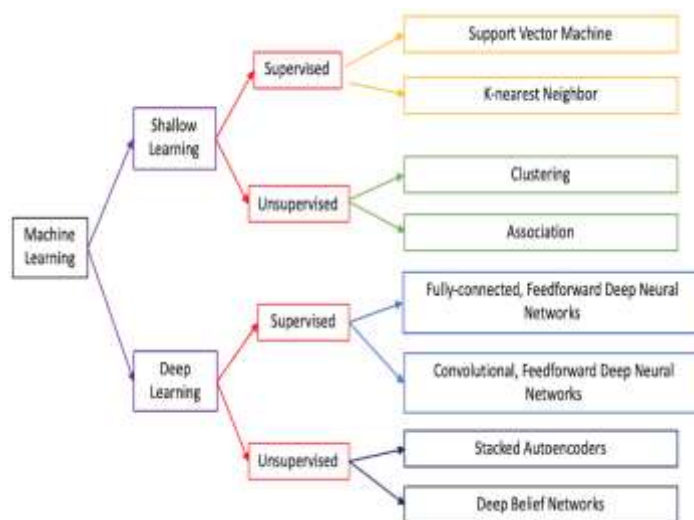 Machine
Learning
Shallow
Learning
Supervised
Support Vector Machine
K-nearest Neighbor
Unsupervised
Clustering
Association
Deep
Learning
Supervised
Fully-connected, Feedforward Deep Neural
Networks
Convolutional, Feedforward Deep Neural
Networks
Unsupervised
Stacked Autoencoders
Deep Belief Networks